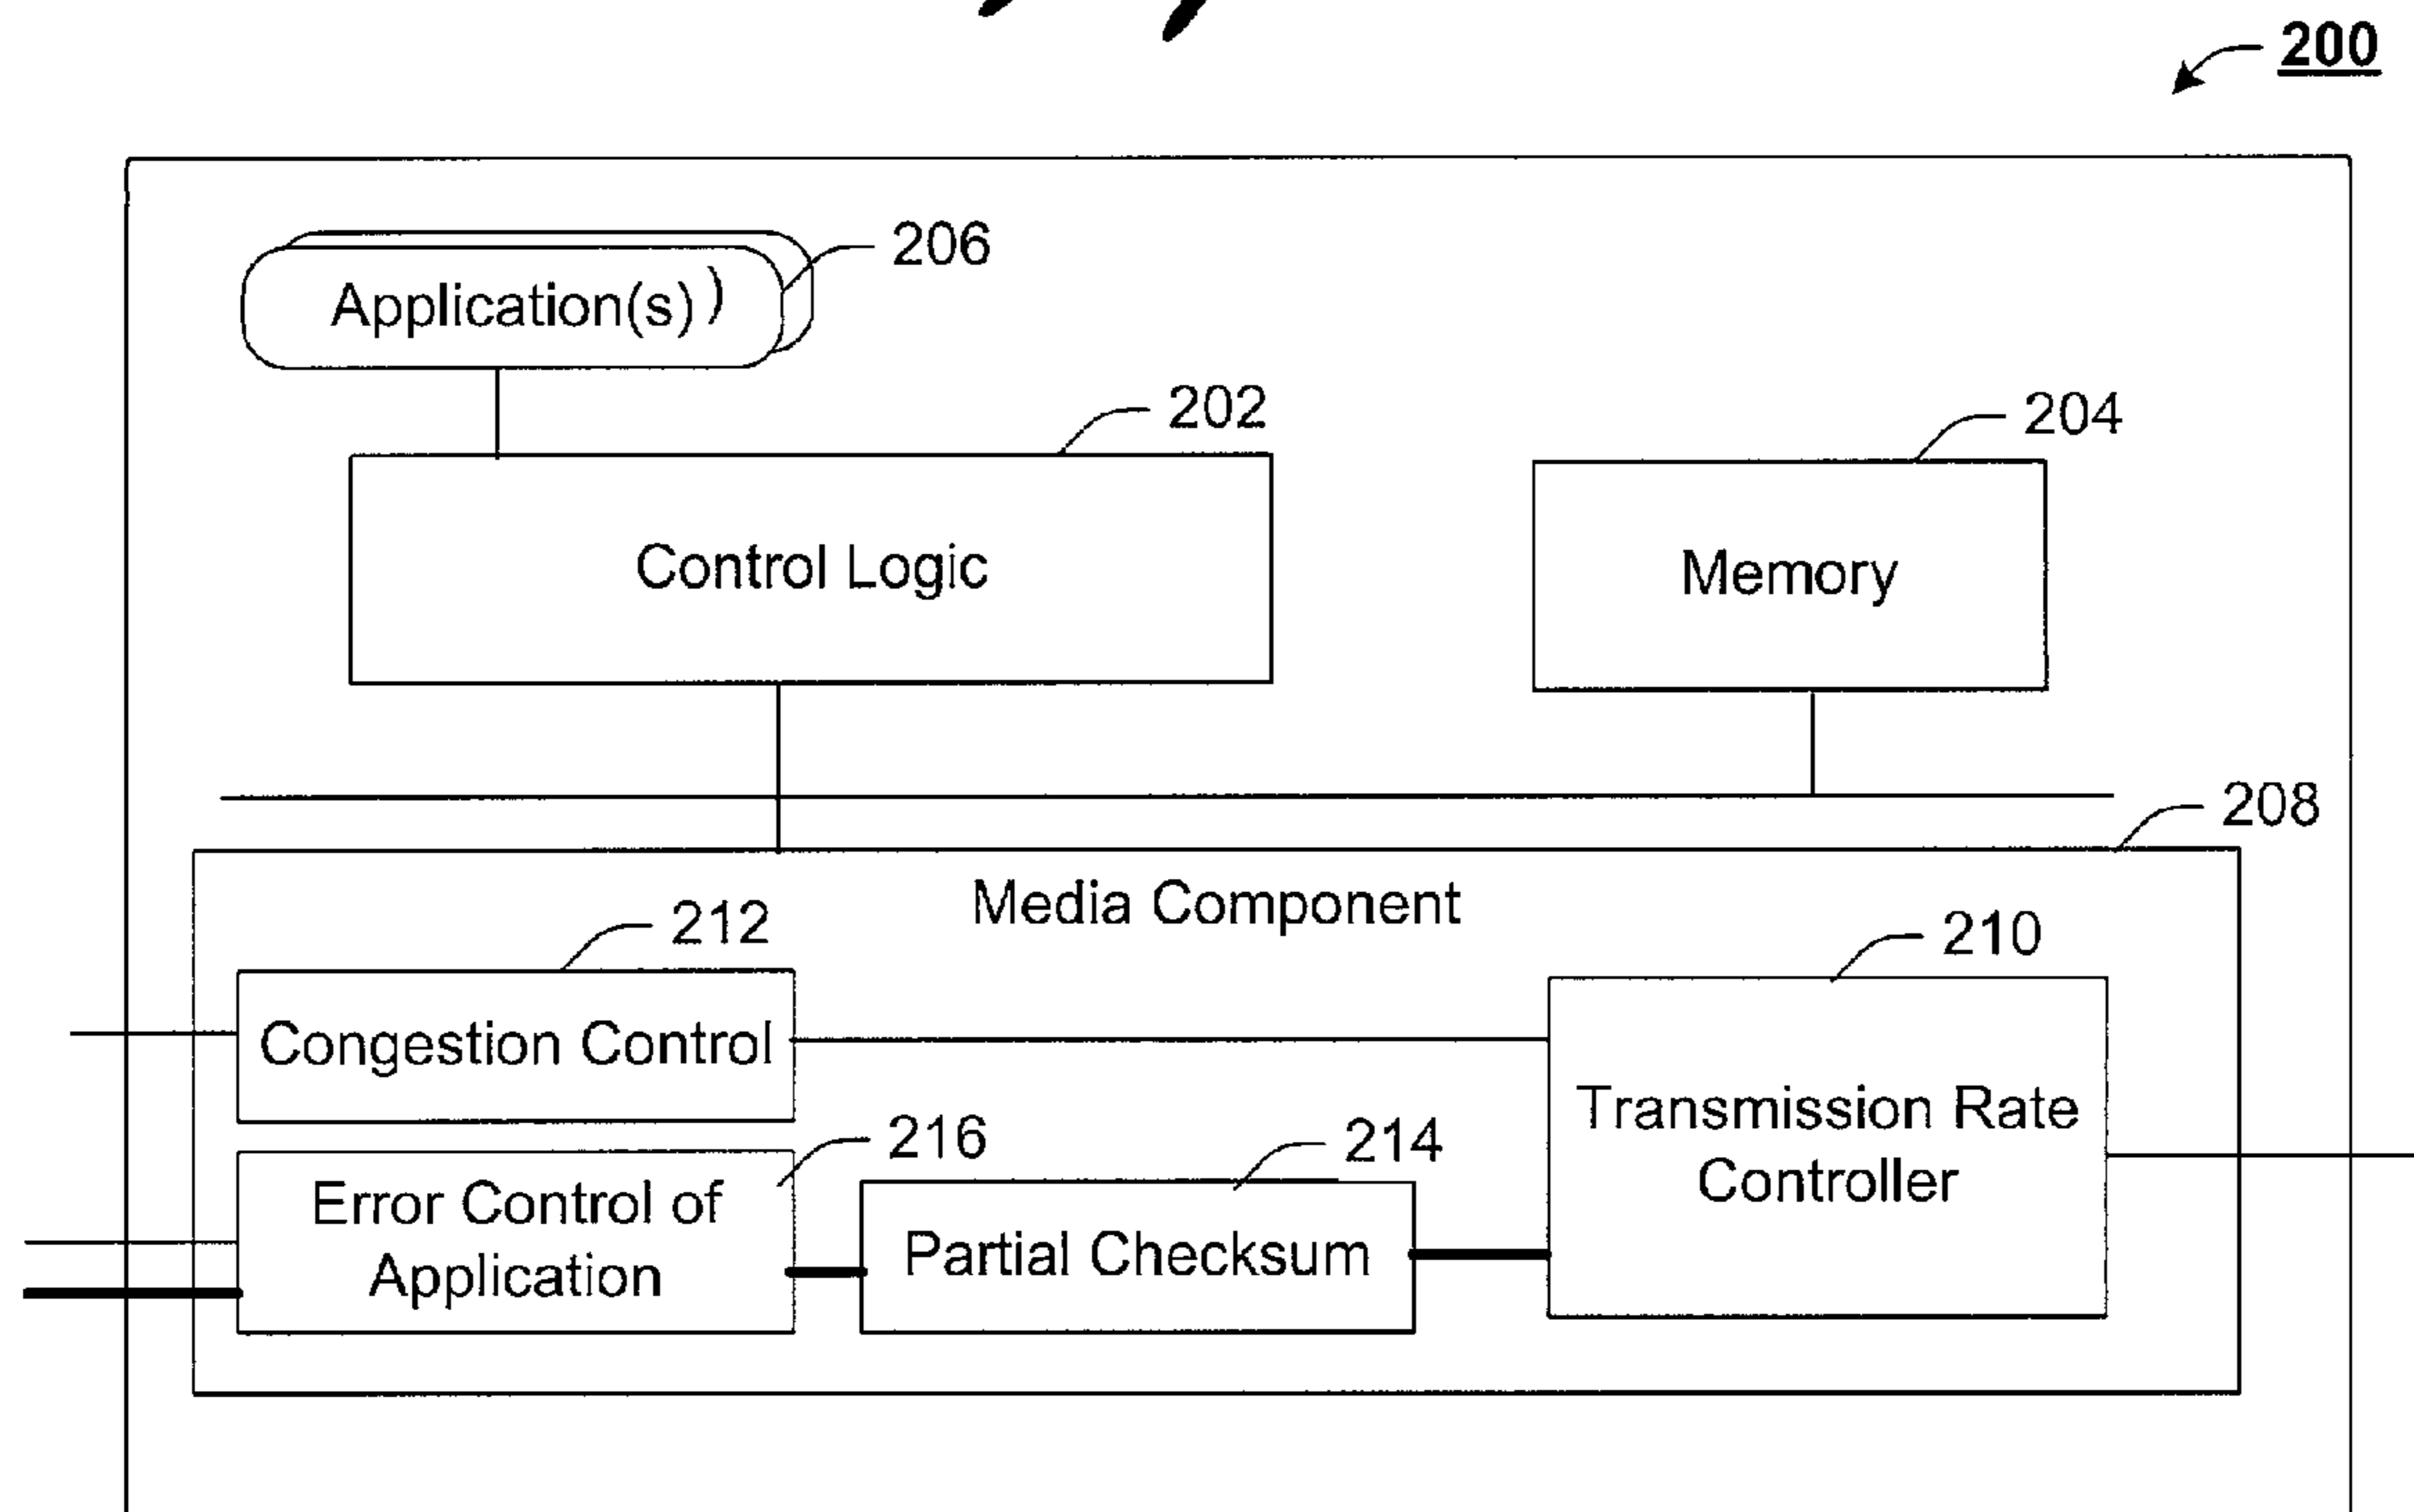 200
206
Application(s) )
202
204
Control Logic
Memory
208
Media Component
212
210
Congestion Control
Transmission Rate
Controller
216
214
Error Control of
Application
Partial Checksum